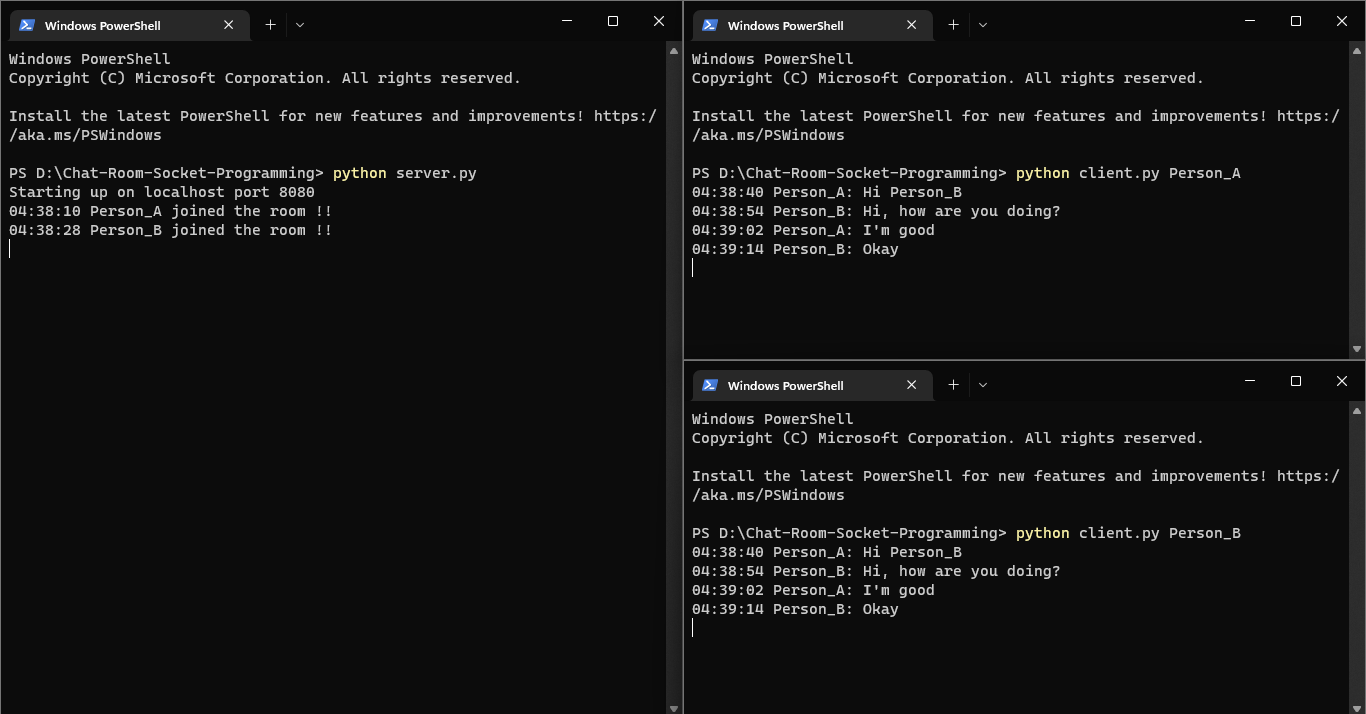 Windows PowerShell
Windows PowerShell
Copyright (C) Microsoft Corporation. All rights reserved.
Install the latest PowerShell for new features and improvements! https:/
/aka.ms/PSWindows
PS D:\Chat-Room-Socket-Programming> python server.py
Starting up on localhost port 8080
04:38:10 Person_A joined the room !!
04:38:28 Person_B joined the room !!
Windows PowerShell
Windows PowerShell
Copyright (C) Microsoft Corporation. All rights reserved.
Install the latest PowerShell for new features and improvements! https:/
/aka.ms/PSWindows
PS D:\Chat-Room-Socket-Programming> python client.py Person_A
04:38:40 Person_A: Hi Person_B
04:38:54 Person_B: Hi, how are you doing?
04:39:02 Person_A: I'm good
04:39:14 Person_B: Okay
Windows PowerShell
Windows PowerShell
Copyright (C) Microsoft Corporation. All rights reserved.
Install the latest PowerShell for new features and improvements! https:/
/aka.ms/PSWindows
PS D:\Chat-Room-Socket-Programming> python client.py Person_B
04:38:40 Person_A: Hi Person_B
04:38:54 Person_B: Hi, how are you doing?
04:39:02 Person_A: I'm good
04:39:14 Person_B: Okay